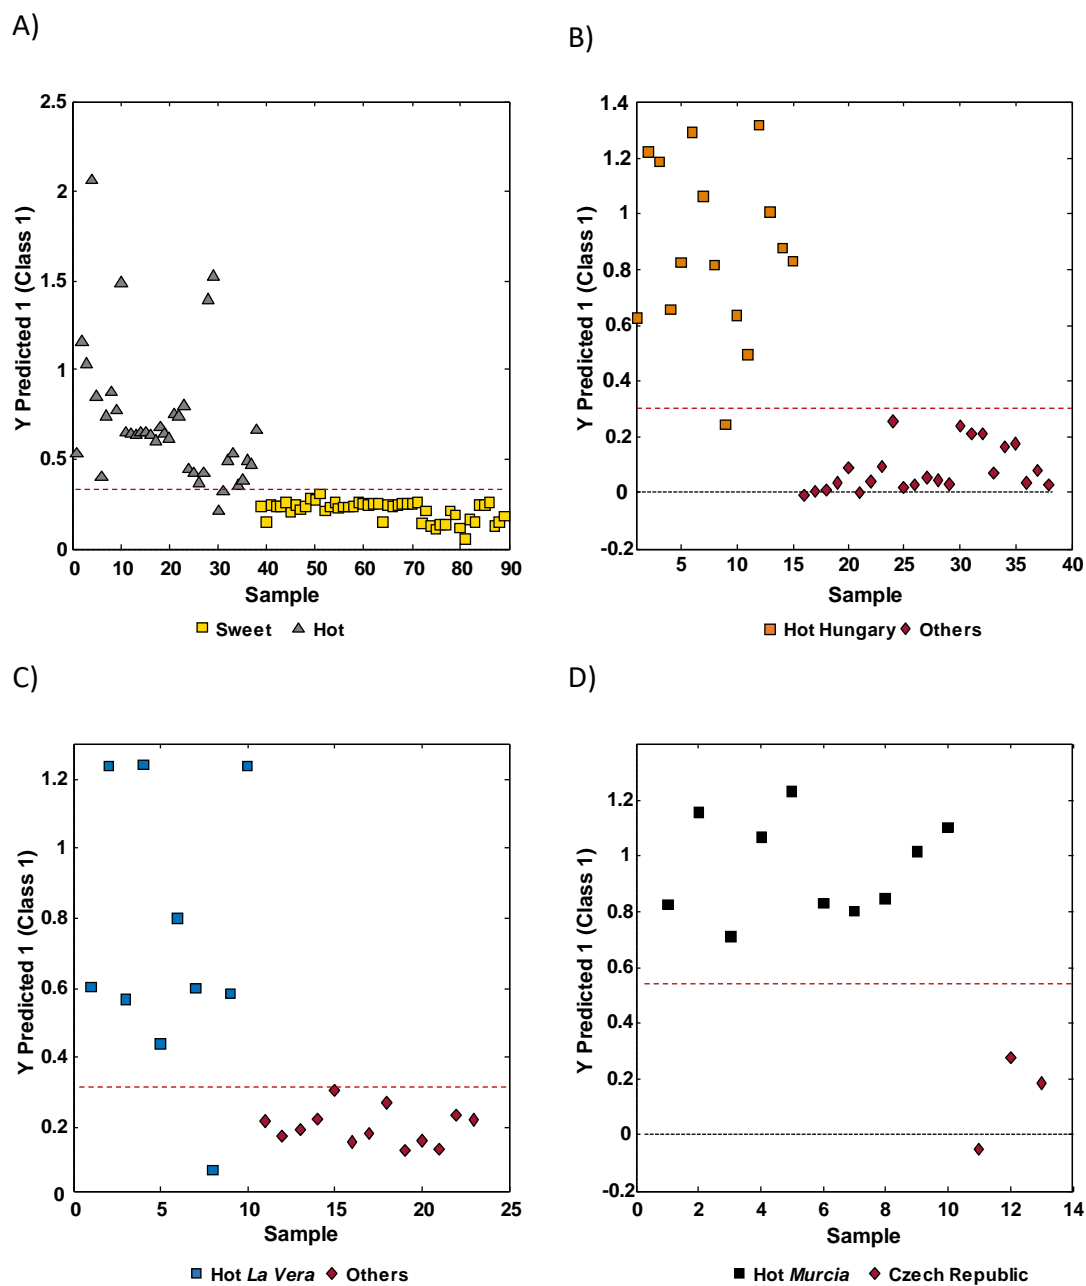 A)
2.5
2
1.5
1
0.5
0
0 10 20 30 40 50 60 70 80 90
Y Predicted 1 (Class 1)
Sample
Sweet Hot
B)
1.4
1.2
1
0.8
0.6
0.4
0.2
0
-0.2
5 10 15 20 25 30 35 40
Y Predicted 1 (Class 1)
Sample
Hot Hungary Others
C)
1.2
1
0.8
0.6
0.4
0.2
0
0 5 10 15 20 25
Y Predicted 1 (Class 1)
Sample
Hot La Vera Others
D)
1.2
1
0.8
0.6
0.4
0.2
0
-0.2
0 2 4 6 8 10 12 14
Y Predicted 1 (Class 1)
Sample
Hot Murcia Czech Republic